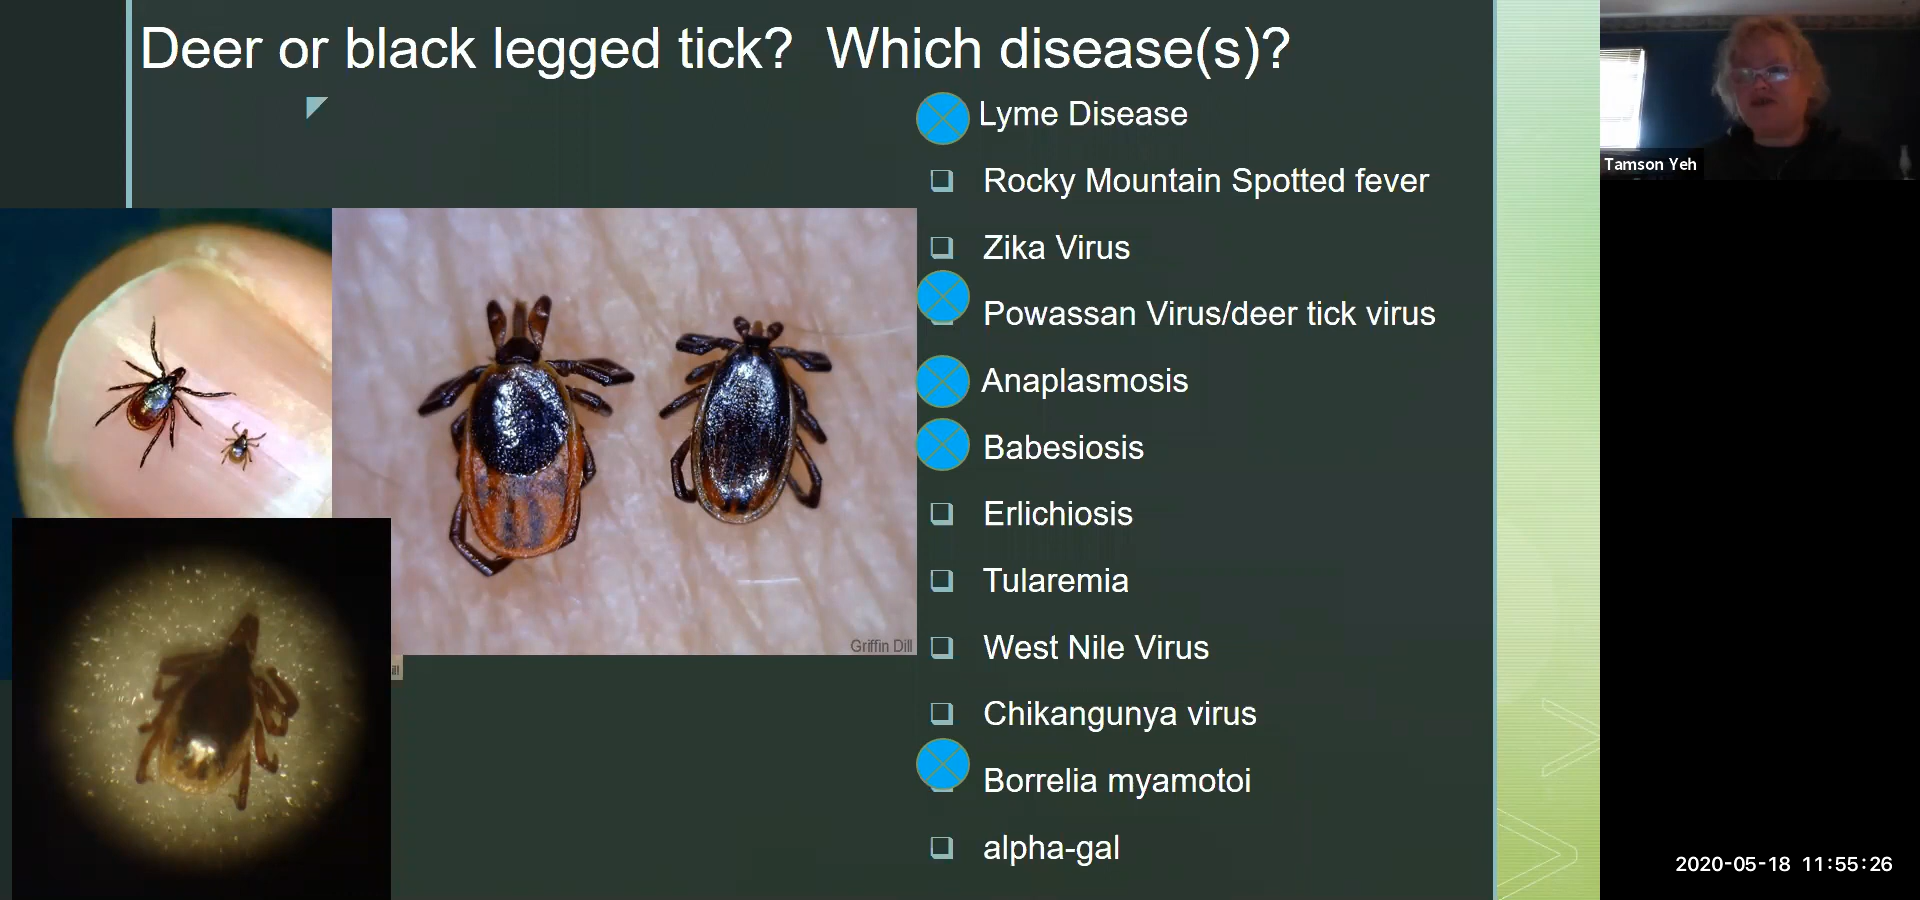 Deer or black legged tick?  Which disease(s)?
Lyme Disease
Rocky Mountain Spotted fever
Zika Virus
Powassan Virus/deer tick virus
Anaplasmosis
Babesiosis
Erlichiosis
Tularemia
West Nile Virus
Chikangunya virus
Borrelia myamotoi
alpha-gal
Griffin Dill
Tamson Yeh
2020-05-18 11:55:26